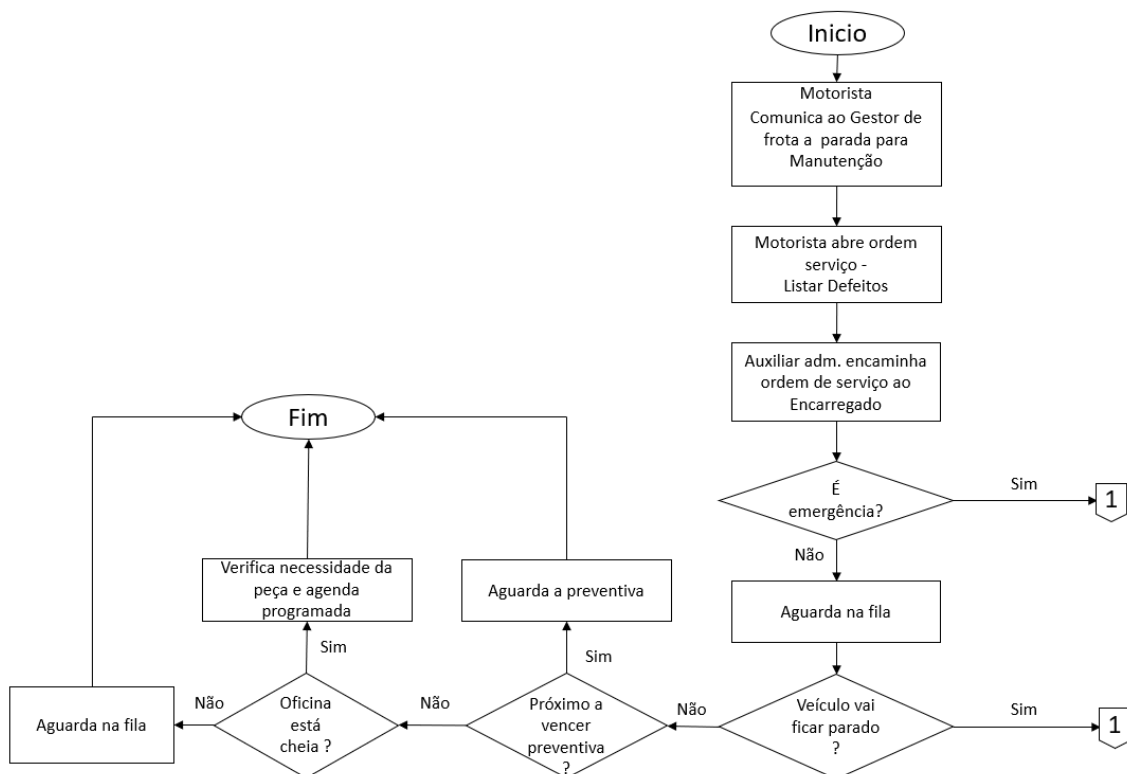 Inicio
Motorista
Comunica ao Gestor de
frota a parada para
Manutenção
Motorista abre ordem
serviço -
Listar Defeitos
Auxiliar adm. encaminha
ordem de serviço ao
Encarregado
É
emergência?
Sim
1
Não
Aguarda na fila
Veículo vai
ficar parado
?
Sim
1
Não
Próximo a
vencer
preventiva
?
Sim
Aguarda a preventiva
Não
Oficina
está
cheia ?
Sim
Verifica necessidade da
peça e agenda
programada
Não
Aguarda na fila
Fim